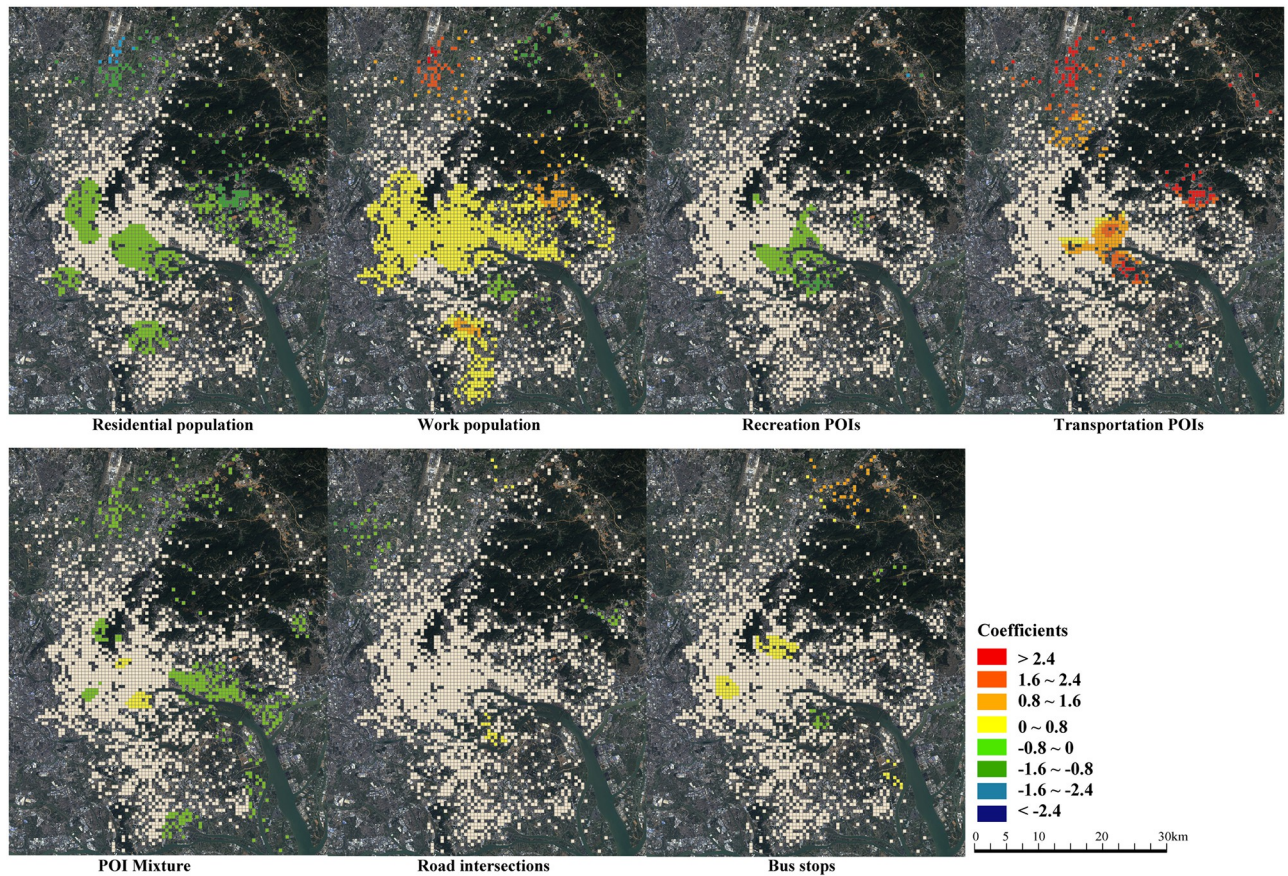 Residential population
Work population
Recreation POIs
Transportation POIs
POI Mixture
Road intersections
Bus stops
Coefficients
> 2.4
1.6 ~ 2.4
0.8 ~ 1.6
0 ~ 0.8
-0.8 ~ 0
-1.6 ~ -0.8
-1.6 ~ -2.4
< -2.4
0 5 10 20 30km